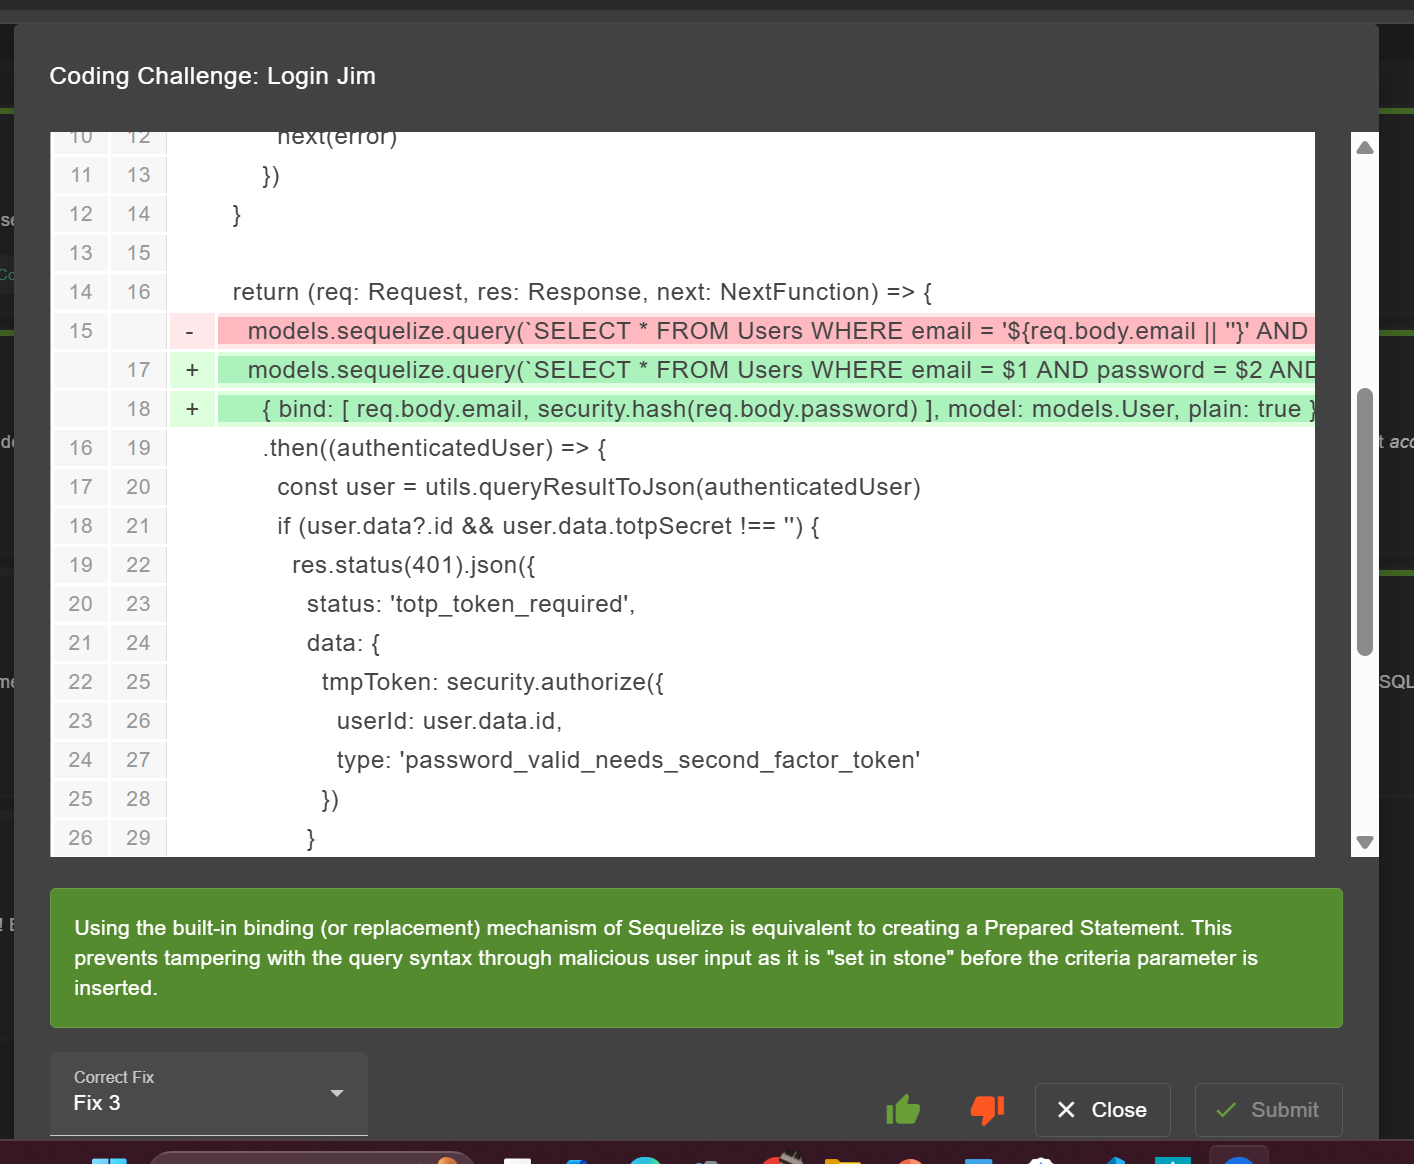 Coding Challenge: Login Jim
10 12 next(error)
11 13 })
12 14 }
13 15
14 16 return (req: Request, res: Response, next: NextFunction) => {
15 - models.sequelize.query(`SELECT * FROM Users WHERE email = '${req.body.email || ''}' AND
17 + models.sequelize.query(`SELECT * FROM Users WHERE email = $1 AND password = $2 AND
18 + { bind: [ req.body.email, security.hash(req.body.password) ], model: models.User, plain: true }
16 19 .then((authenticatedUser) => {
17 20 const user = utils.queryResultToJson(authenticatedUser)
18 21 if (user.data?.id && user.data.totpSecret !== '') {
19 22 res.status(401).json({
20 23 status: 'totp_token_required',
21 24 data: {
22 25 tmpToken: security.authorize({
23 26 userId: user.data.id,
24 27 type: 'password_valid_needs_second_factor_token'
25 28 })
26 29 }
SQL
Using the built-in binding (or replacement) mechanism of Sequelize is equivalent to creating a Prepared Statement. This
prevents tampering with the query syntax through malicious user input as it is "set in stone" before the criteria parameter is
inserted.
Correct Fix
Fix 3
Close
Submit